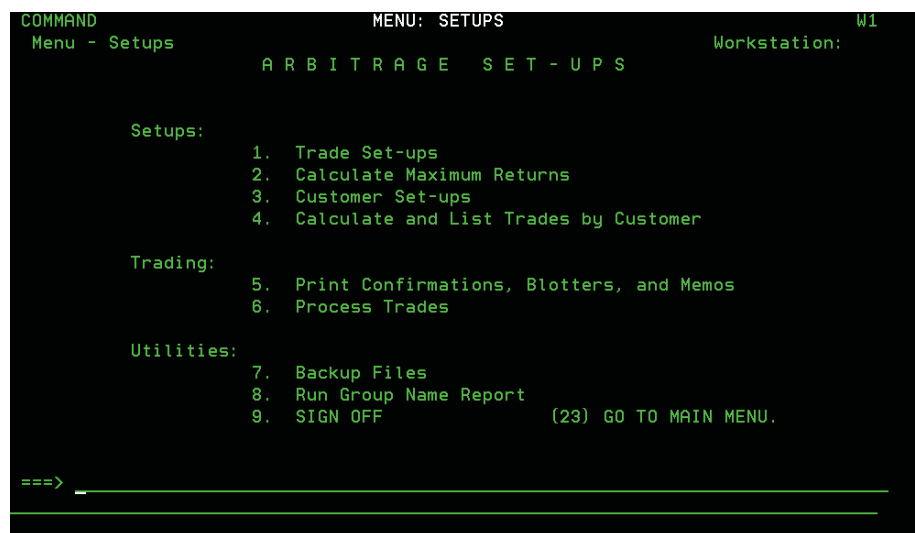 COMMAND MENU: SETUPS W1
Menu - Setups Workstation:
A R B I T R A G E S E T - U P S
Setups:
1. Trade Set-ups
2. Calculate Maximum Returns
3. Customer Set-ups
4. Calculate and List Trades by Customer
Trading:
5. Print Confirmations, Blotters, and Memos
6. Process Trades
Utilities:
7. Backup Files
8. Run Group Name Report
9. SIGN OFF (23) GO TO MAIN MENU.
===>